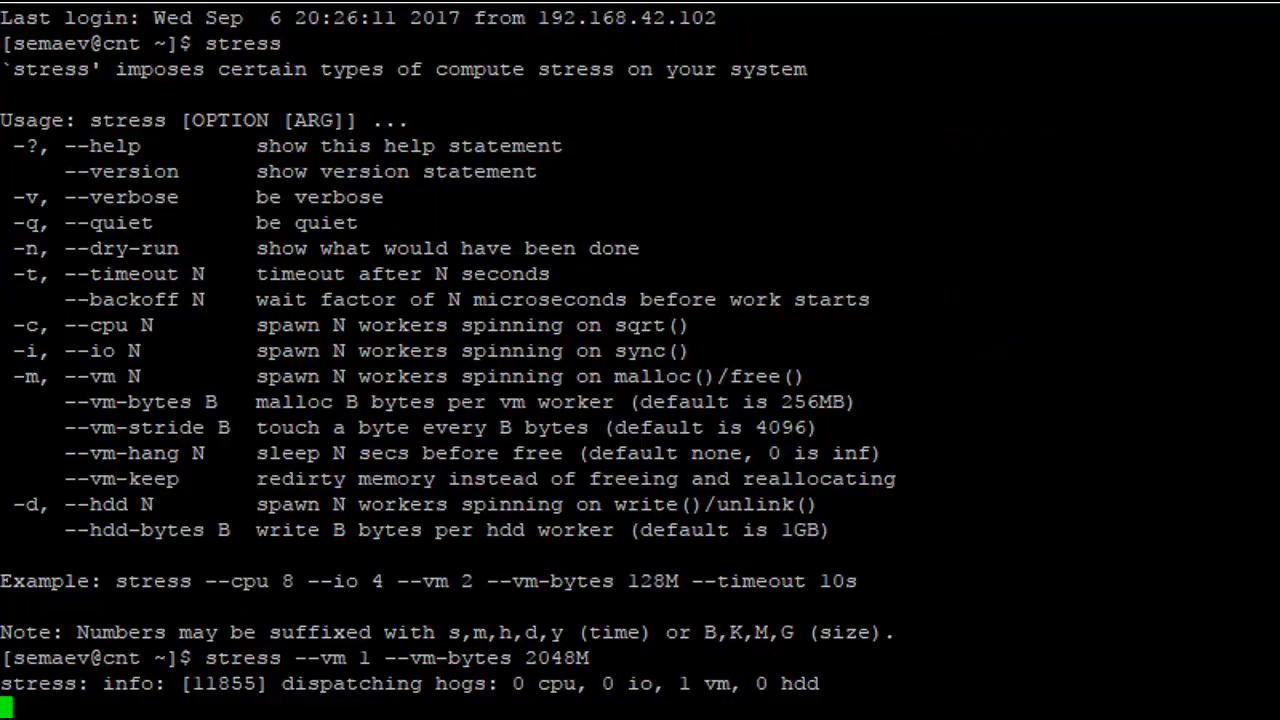 Last login: Wed Sep  6 20:26:11 2017 from 192.168.42.102
[semaev@cnt ~]$ stress
`stress' imposes certain types of compute stress on your system

Usage: stress [OPTION [ARG]] ...
 -?, --help         show this help statement
     --version      show version statement
 -v, --verbose      be verbose
 -q, --quiet        be quiet
 -n, --dry-run      show what would have been done
 -t, --timeout N    timeout after N seconds
     --backoff N    wait factor of N microseconds before work starts
 -c, --cpu N        spawn N workers spinning on sqrt()
 -i, --io N         spawn N workers spinning on sync()
 -m, --vm N         spawn N workers spinning on malloc()/free()
     --vm-bytes B   malloc B bytes per vm worker (default is 256MB)
     --vm-stride B  touch a byte every B bytes (default is 4096)
     --vm-hang N    sleep N secs before free (default none, 0 is inf)
     --vm-keep      redirty memory instead of freeing and reallocating
 -d, --hdd N        spawn N workers spinning on write()/unlink()
     --hdd-bytes B  write B bytes per hdd worker (default is 1GB)

Example: stress --cpu 8 --io 4 --vm 2 --vm-bytes 128M --timeout 10s

Note: Numbers may be suffixed with s,m,h,d,y (time) or B,K,M,G (size).
[semaev@cnt ~]$ stress --vm 1 --vm-bytes 2048M
stress: info: [11855] dispatching hogs: 0 cpu, 0 io, 1 vm, 0 hdd